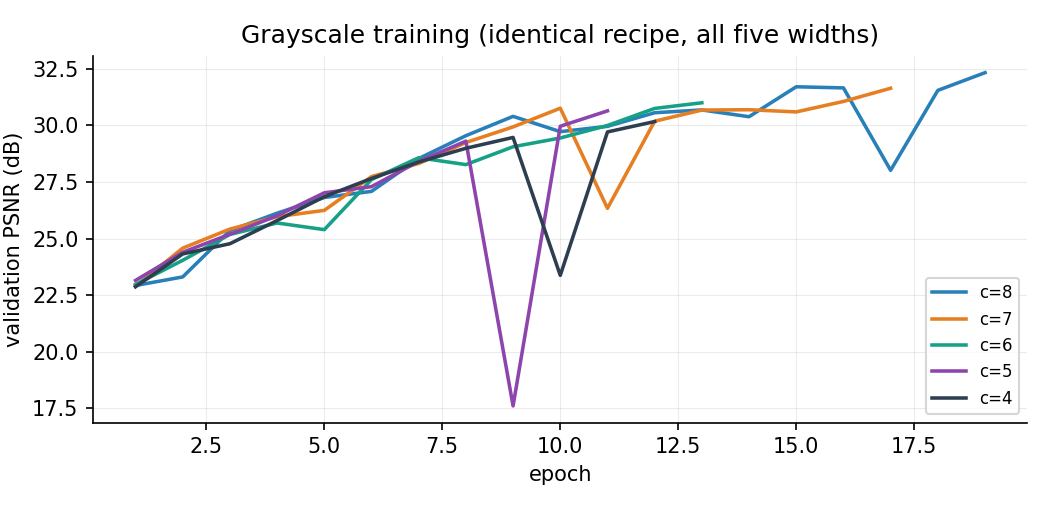 Grayscale training (identical recipe, all five widths)
validation PSNR (dB)
32.5
30.0
27.5
25.0
22.5
20.0
17.5
2.5 5.0 7.5 10.0 12.5 15.0 17.5
epoch
c=8
c=7
c=6
c=5
c=4